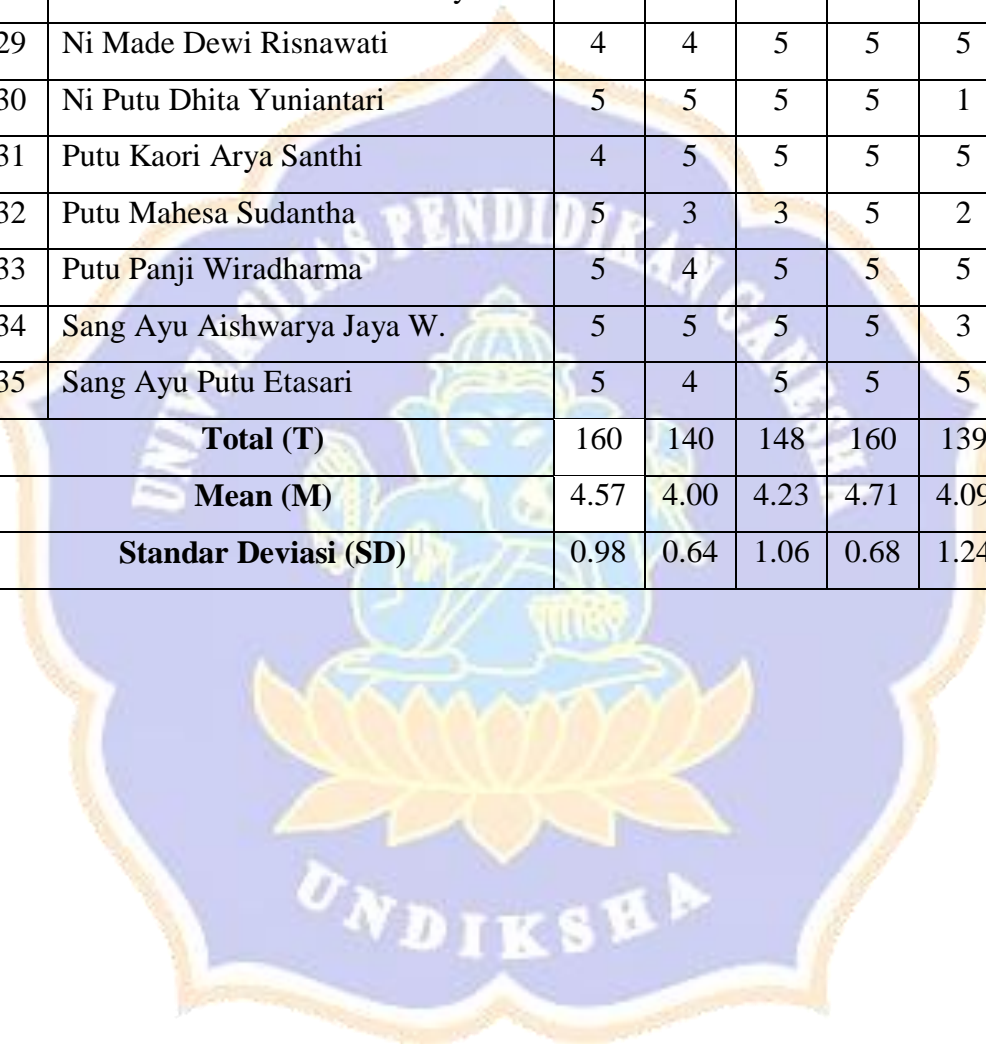 29 Ni Made Dewi Risnawati 4 4 5 5 5
30 Ni Putu Dhita Yuniantari 5 5 5 5 1
31 Putu Kaori Arya Santhi 4 5 5 5 5
32 Putu Mahesa Sudantha 5 3 3 5 2
33 Putu Panji Wiradharma 5 4 5 5 5
34 Sang Ayu Aishwarya Jaya W. 5 5 5 5 3
35 Sang Ayu Putu Etasari 5 4 5 5 5
Total (T) 160 140 148 160 139
Mean (M) 4.57 4.00 4.23 4.71 4.09
Standar Deviasi (SD) 0.98 0.64 1.06 0.68 1.24
UNIVERSITAS PENDIDIKAN GANESHA
UNDIKSHA